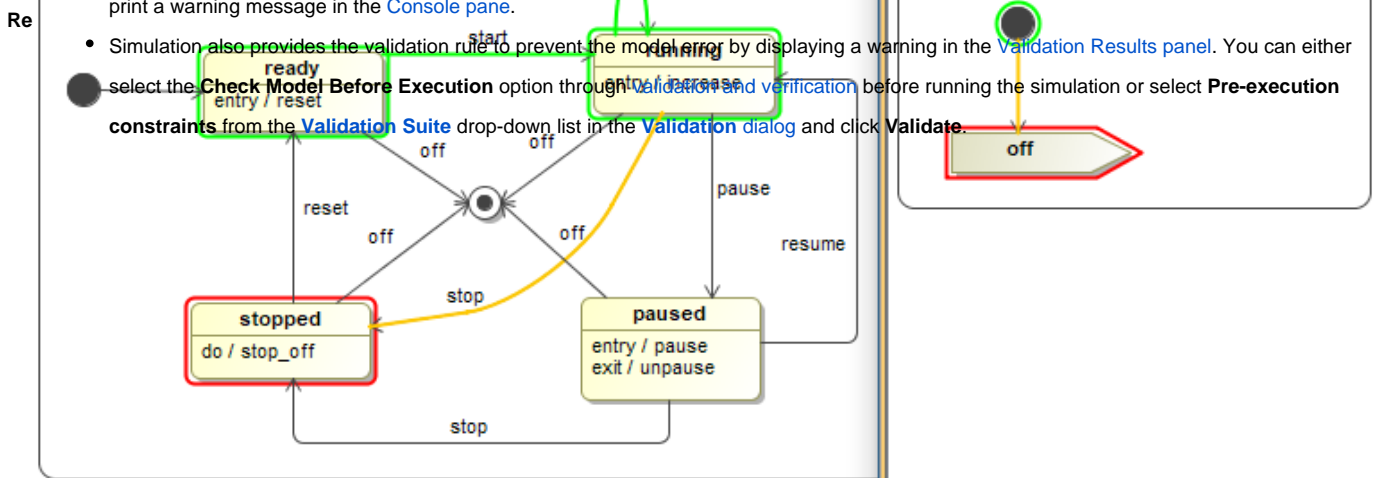 print a warning message in the Console pane.
Re
start
Simulation also provides the validation rule to prevent the model error by displaying a warning in the Validation Results panel. You can either
running
ready
entry / increase
select the Check Model Before Execution option through validation and verification before running the simulation or select Pre-execution
entry / reset
constraints from the Validation Suite drop-down list in the Validation dialog and click Validate.
off
off
off
pause
reset
off
off
resume
stop
stopped
paused
do / stop_off
entry / pause
exit / unpause
stop